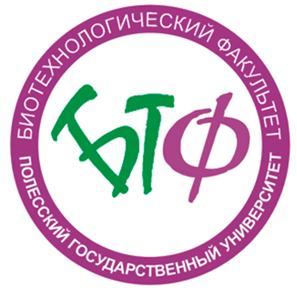 БИОТЕХНОЛОГИЧЕСКИЙ ФАКУЛЬТЕТ
БТФ
ПОЛЕССКИЙ ГОСУДАРСТВЕННЫЙ УНИВЕРСИТЕТ